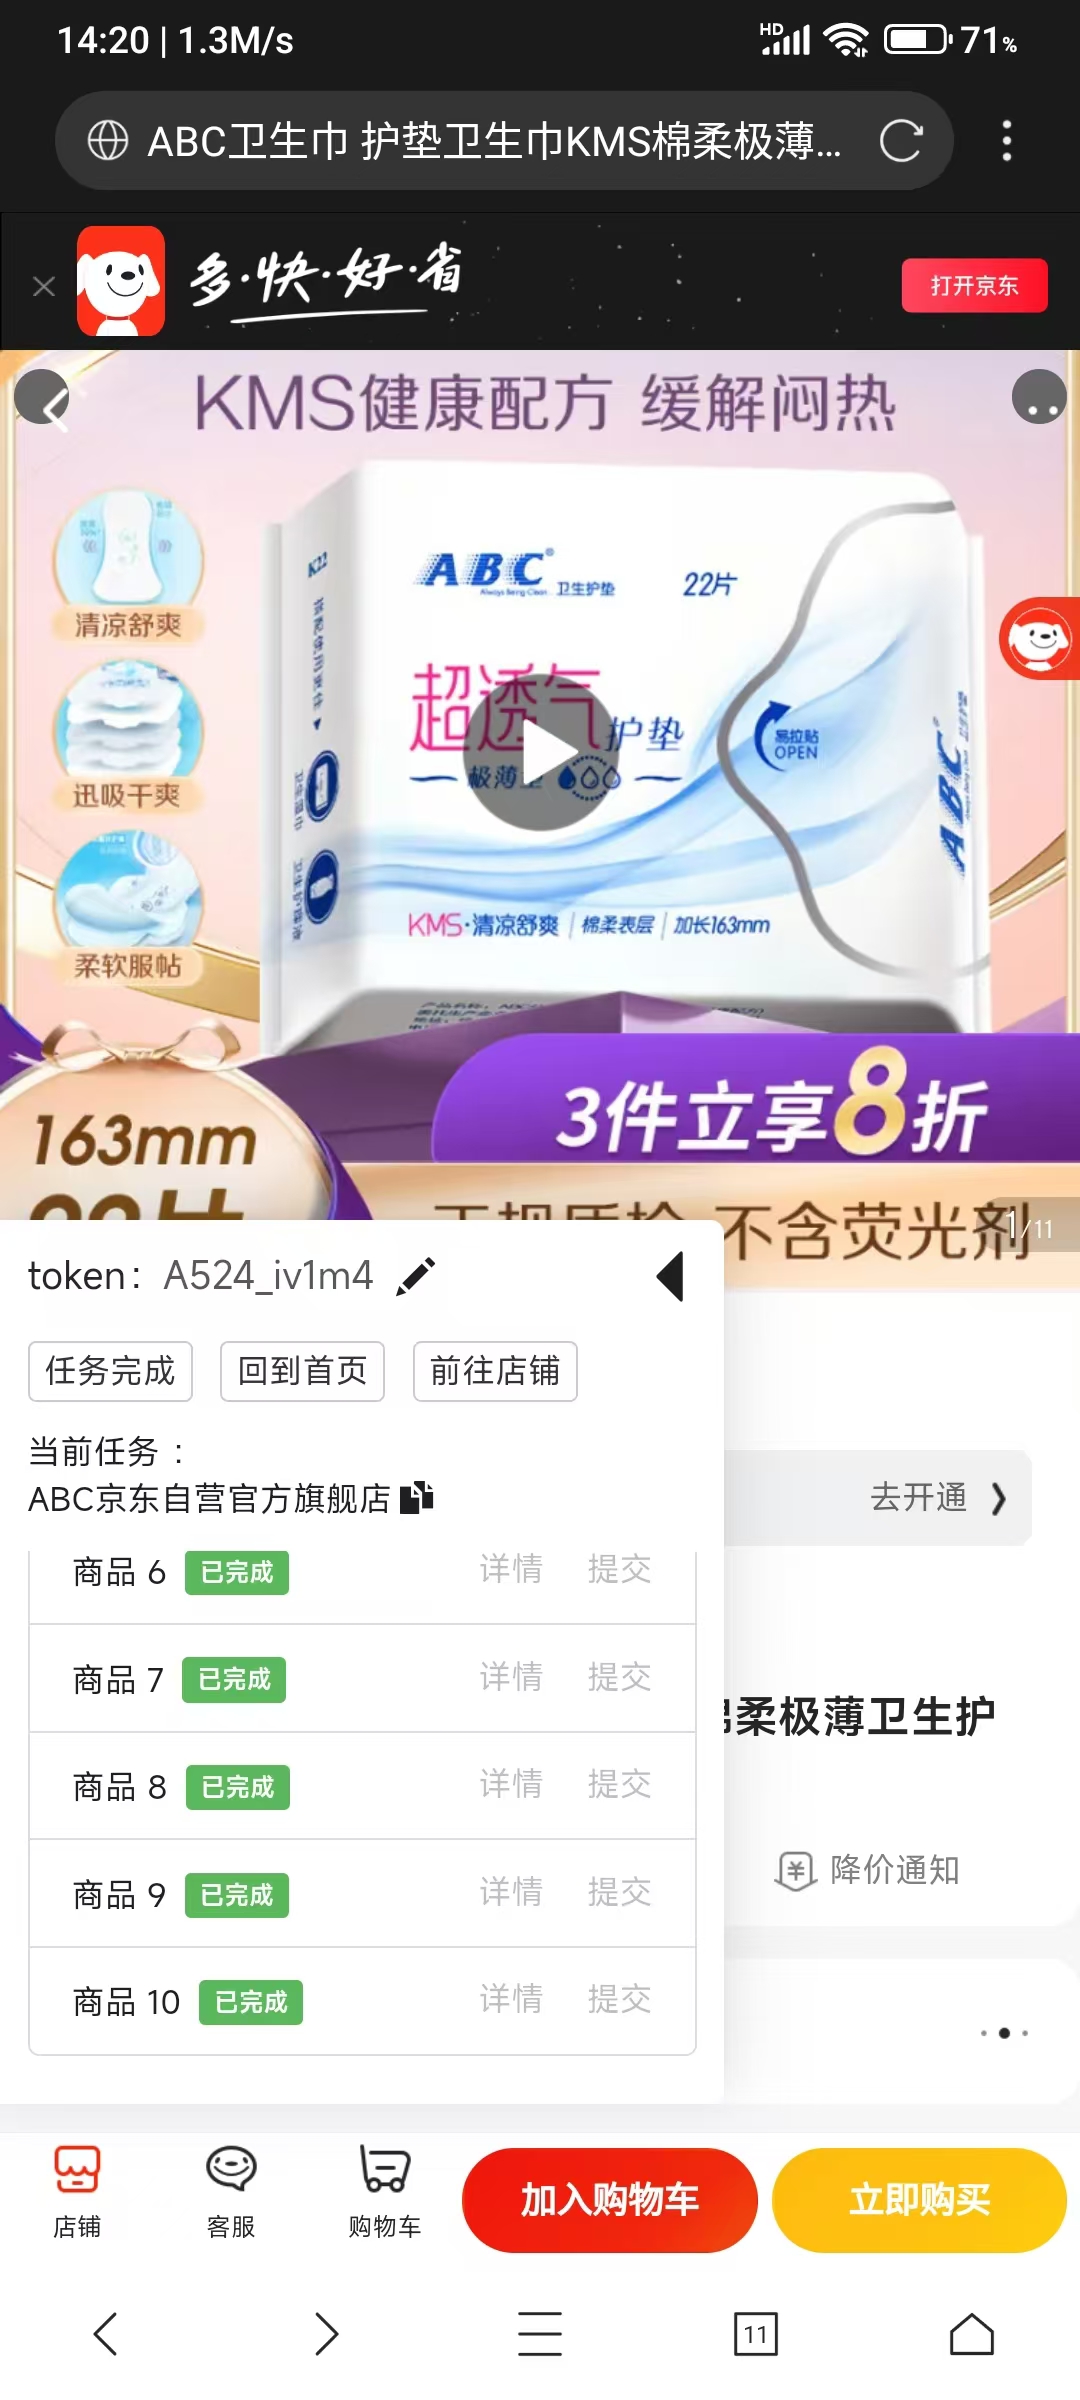 14:20 | 1.3M/s
HD
71%
ABC卫生巾 护垫卫生巾KMS棉柔极薄...
多·快·好·省
打开京东
KMS健康配方 缓解闷热
清凉舒爽
迅吸干爽
柔软服帖
K22
ABC®
Always Being Clean
卫生护垫
22片
超透气护垫
极薄型
易拉贴
OPEN
ABC
KMS·清凉舒爽 | 棉柔表层 | 加长163mm
163mm
3件立享8折
不含荧光剂
1/11
token: A524_iv1m4
任务完成 回到首页 前往店铺
当前任务 :
ABC京东自营官方旗舰店
去开通
商品 6 已完成 详情 提交
商品 7 已完成 详情 提交
柔极薄卫生护
商品 8 已完成 详情 提交
降价通知
商品 9 已完成 详情 提交
商品 10 已完成 详情 提交
店铺
客服
购物车
加入购物车
立即购买
11